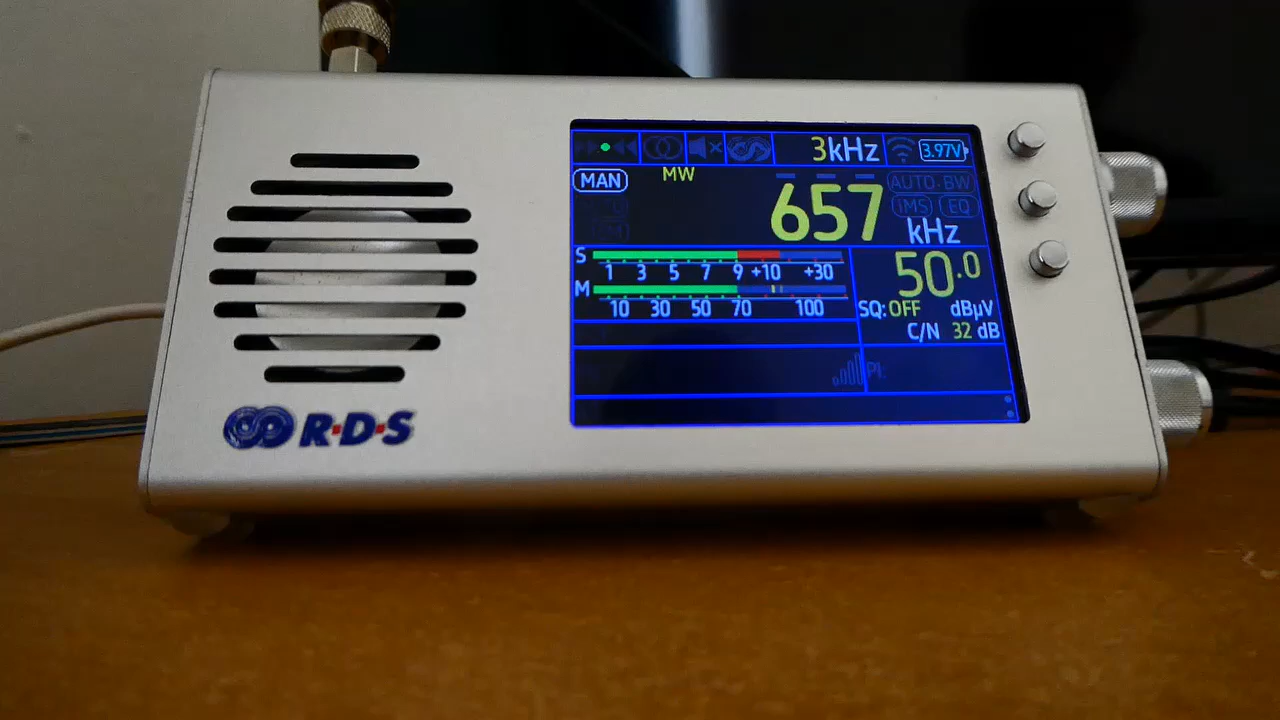 3kHz 3.97V
MAN MW AUTO. BW
657 iMS EQ
kHz
S
1 3 5 7 9 +10 +30
M
10 30 50 70 100
50.0
SQ: OFF dBµV
C/N 32 dB
PI:
R·D·S